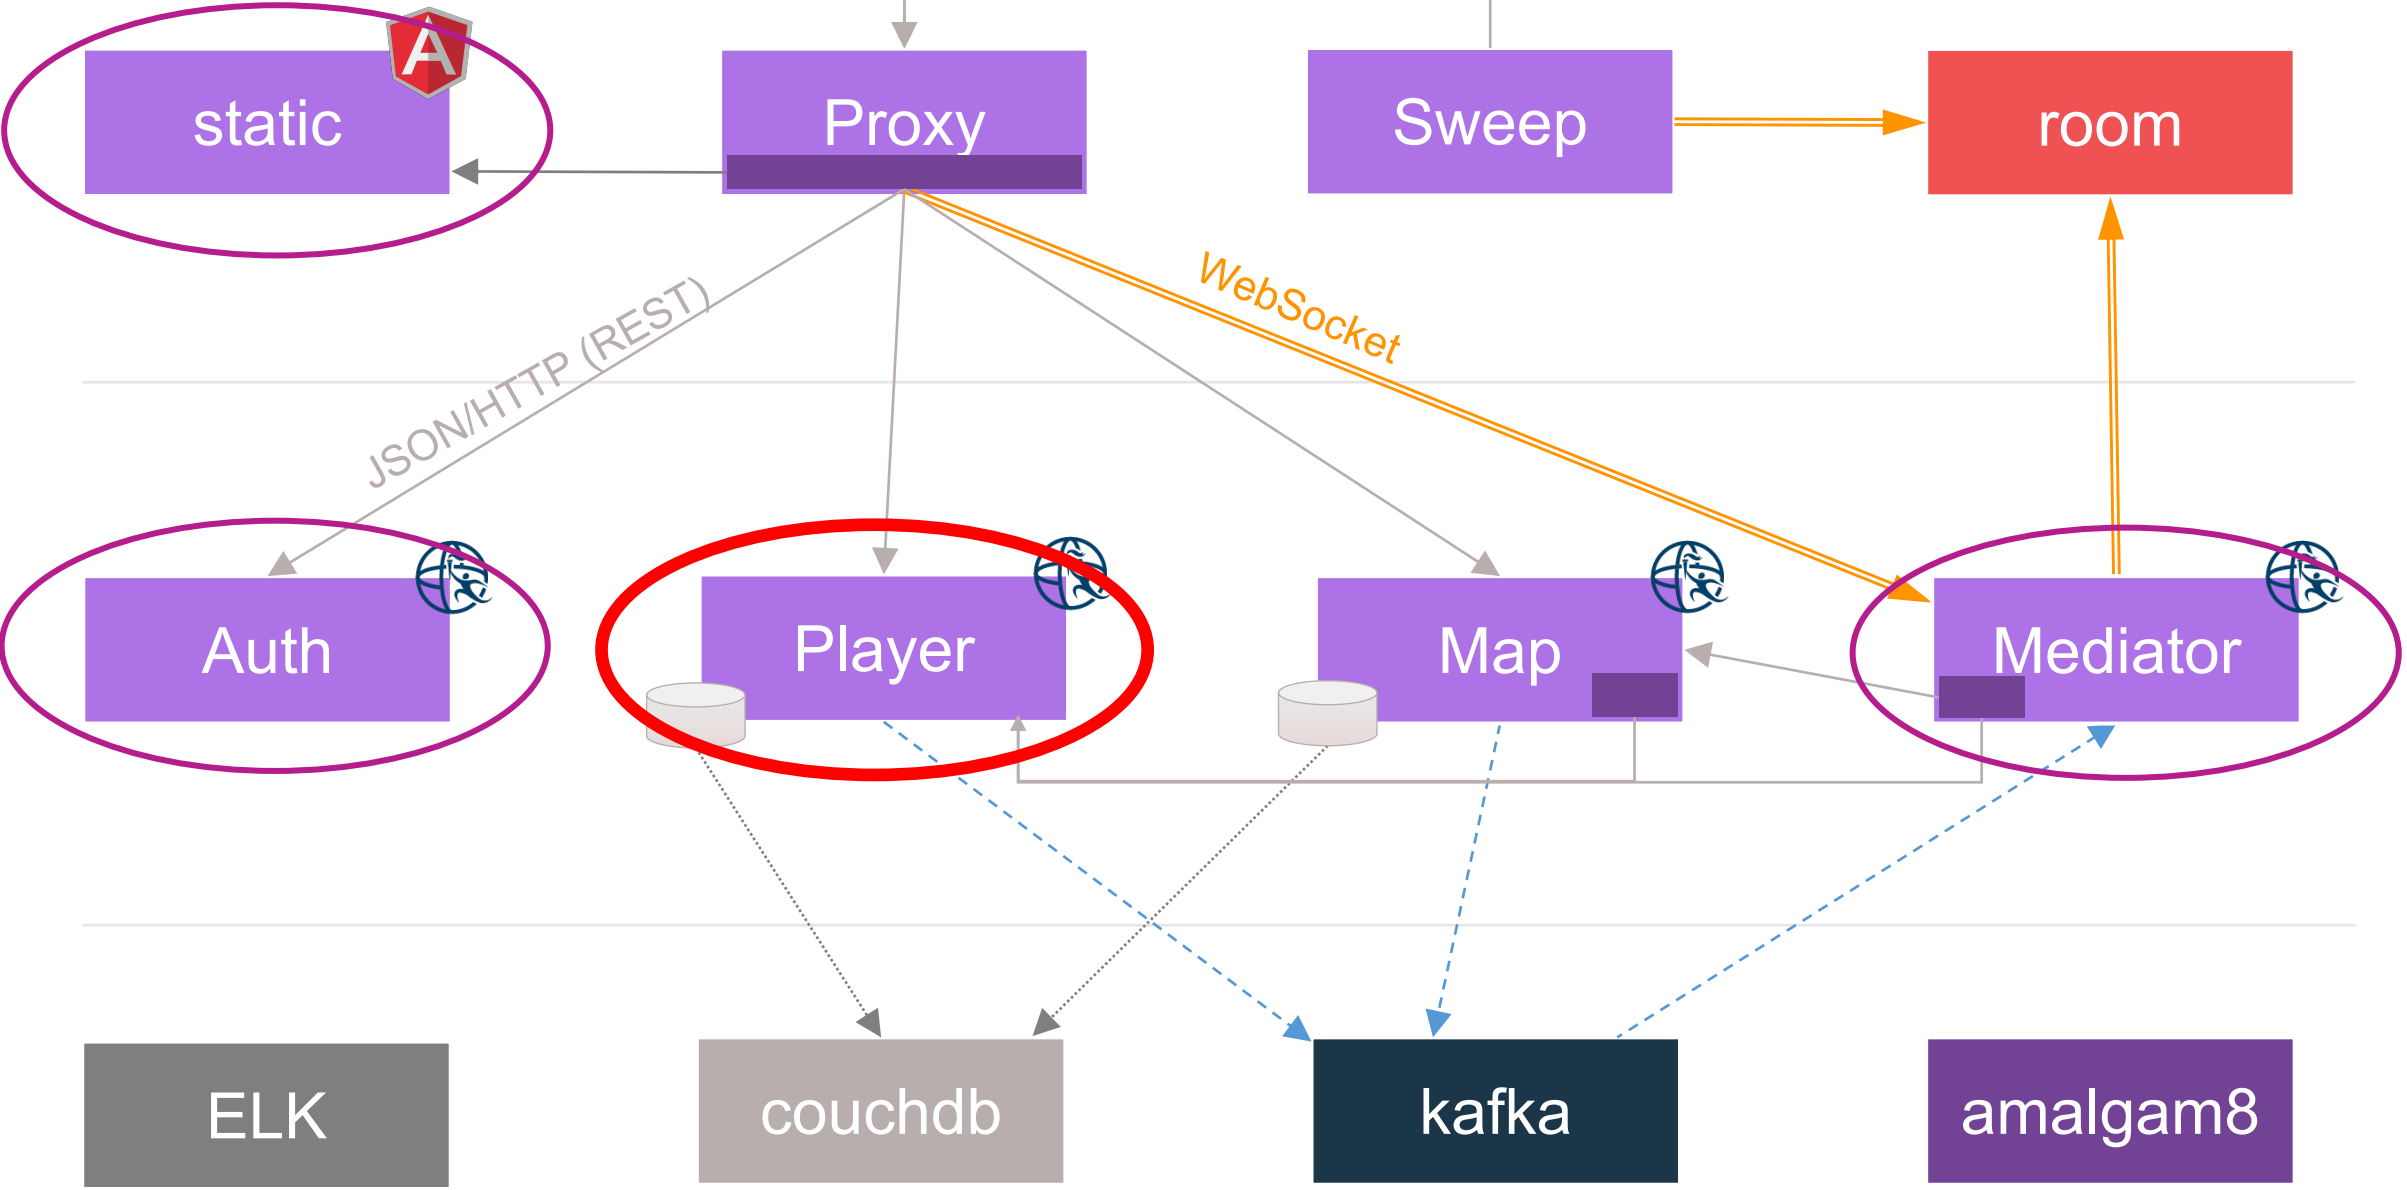 static
Proxy
Sweep
room
WebSocket
JSON/HTTP (REST)
Auth
Player
Map
Mediator
ELK
couchdb
kafka
amalgam8